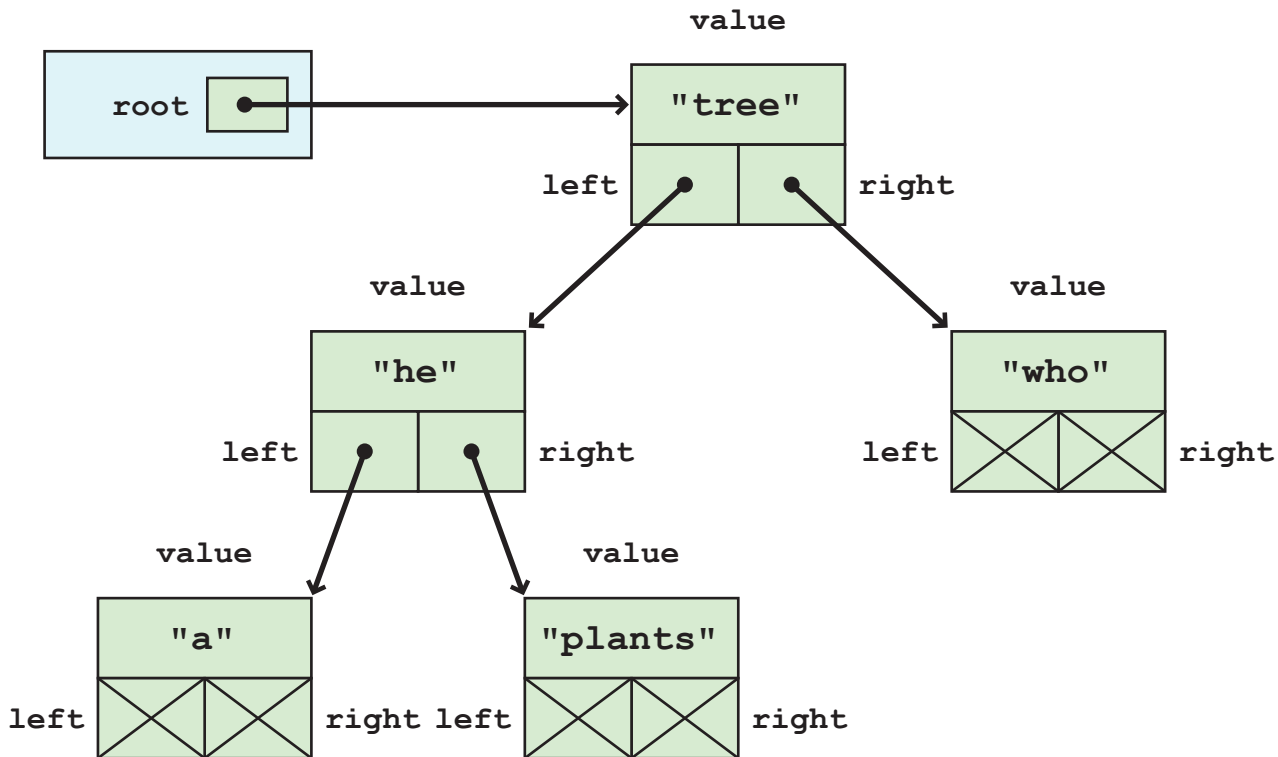 value
root "tree"
left right
value value
"he" "who"
left right left right
value value
"a" "plants"
left right left right